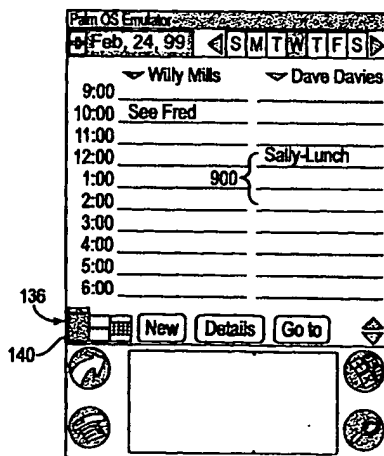 Palm OS Emulator
Feb, 24, 99 S M T W T F S
Willy Mills Dave Davies
9:00
10:00 See Fred
11:00
12:00 Sally-Lunch
1:00 900
2:00
3:00
4:00
5:00
6:00
136
New Details Go to
140